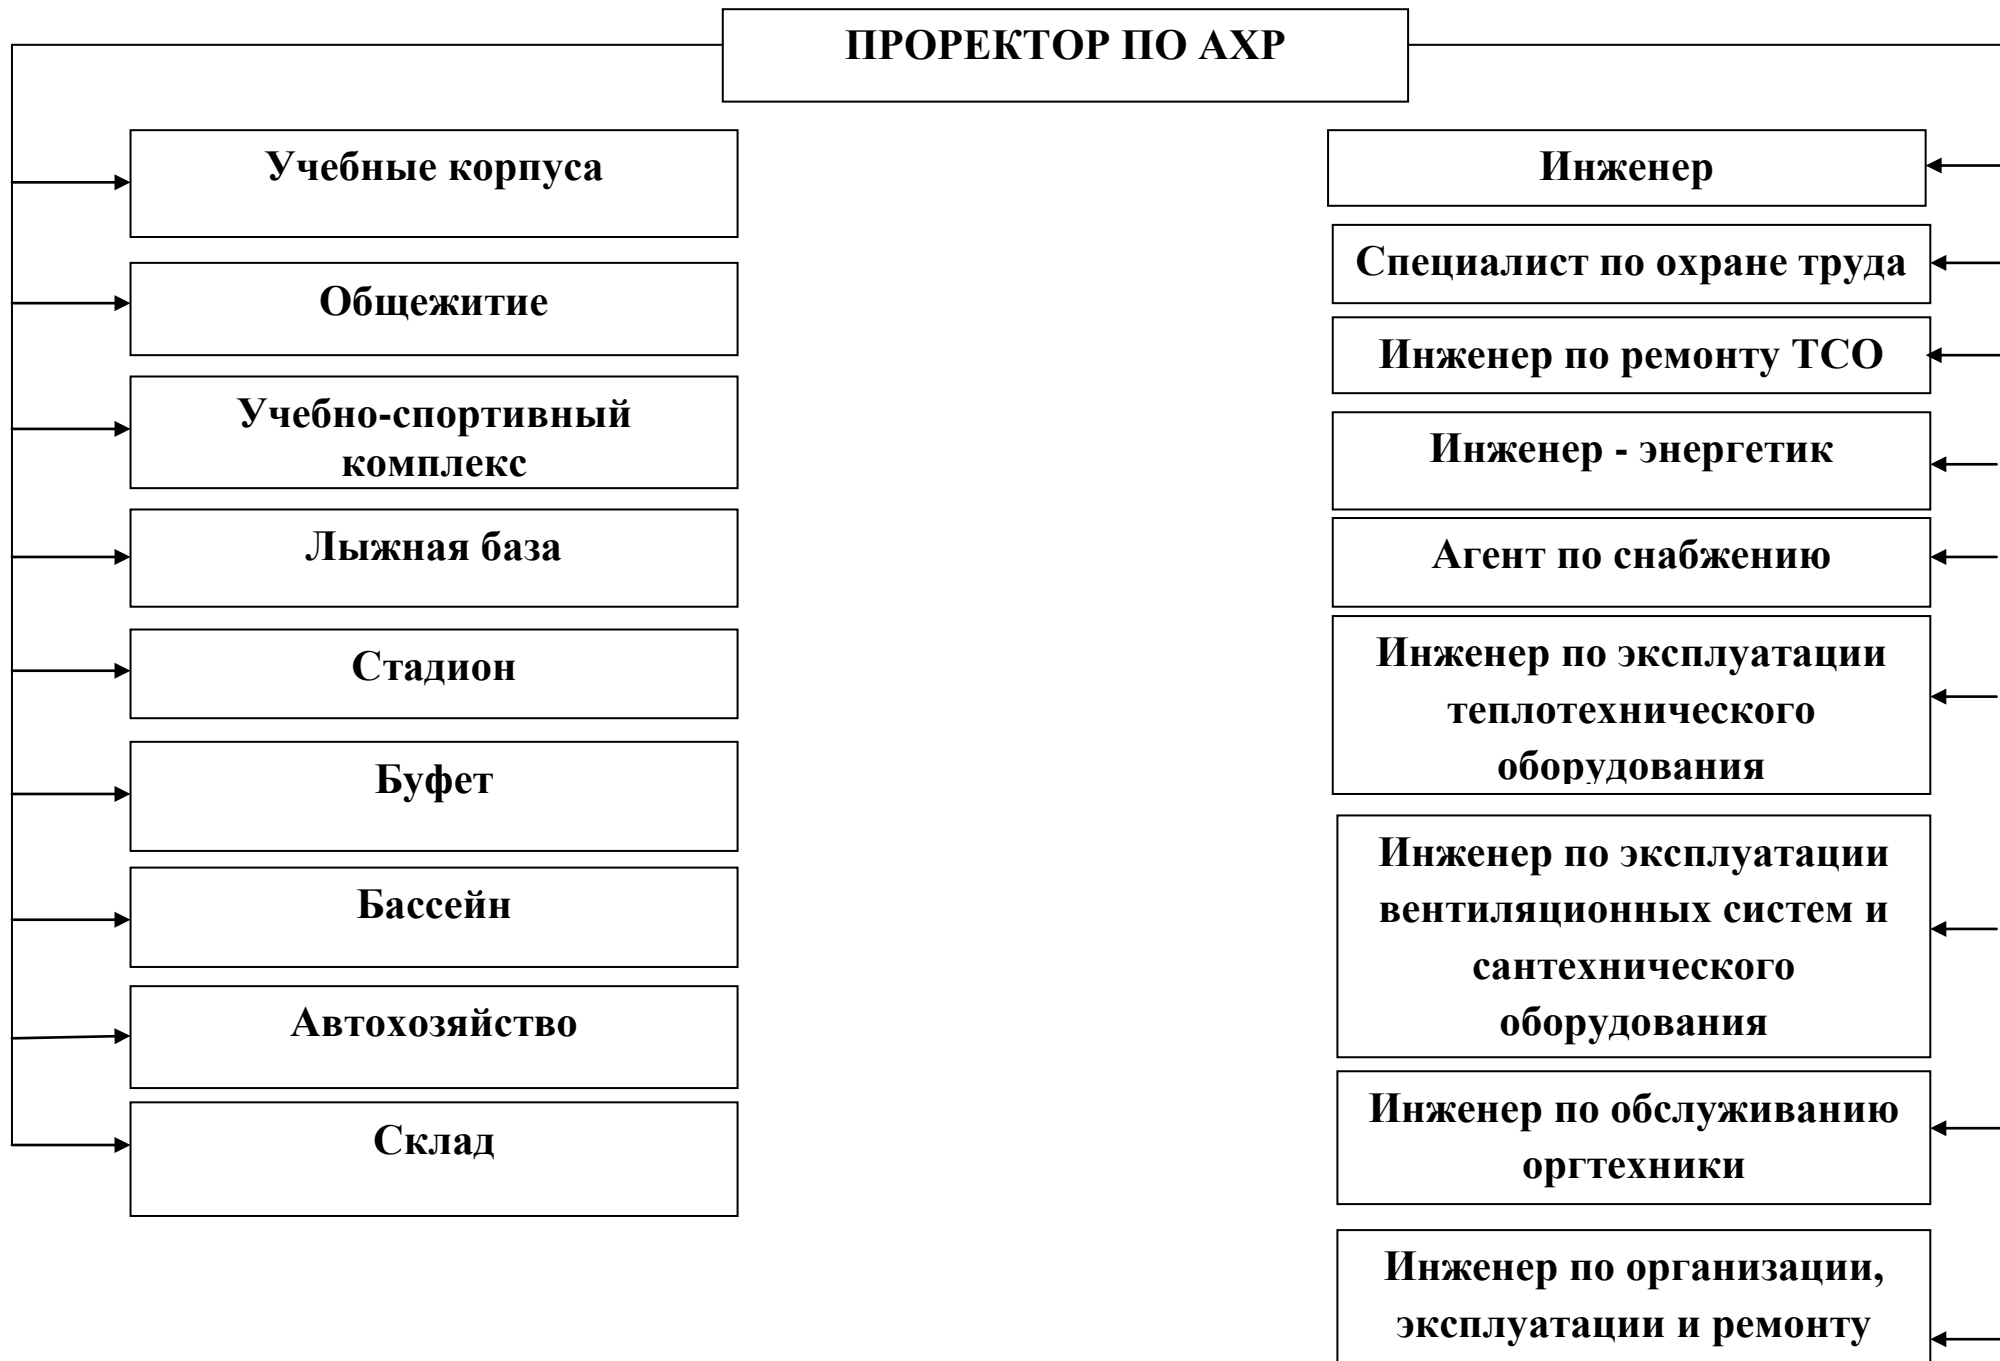 ПРОРЕКТОР ПО АХР
Учебные корпуса
Общежитие
Учебно-спортивный
комплекс
Лыжная база
Стадион
Буфет
Бассейн
Автохозяйство
Склад
Инженер
Специалист по охране труда
Инженер по ремонту ТСО
Инженер - энергетик
Агент по снабжению
Инженер по эксплуатации
теплотехнического
оборудования
Инженер по эксплуатации
вентиляционных систем и
сантехнического
оборудования
Инженер по обслуживанию
оргтехники
Инженер по организации,
эксплуатации и ремонту